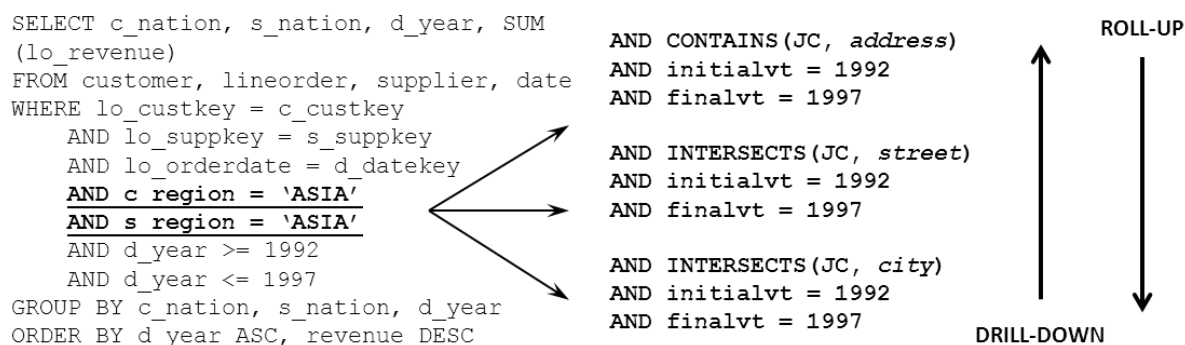 SELECT c_nation, s_nation, d_year, SUM
(lo_revenue)
FROM customer, lineorder, supplier, date
WHERE lo_custkey = c_custkey
AND lo_suppkey = s_suppkey
AND lo_orderdate = d_datekey
AND c_region = ‘ASIA’
AND s_region = ‘ASIA’
AND d_year >= 1992
AND d_year <= 1997
GROUP BY c_nation, s_nation, d_year
ORDER BY d_year ASC, revenue DESC
AND CONTAINS(JC, address)
AND initialvt = 1992
AND finalvt = 1997
AND INTERSECTS(JC, street)
AND initialvt = 1992
AND finalvt = 1997
AND INTERSECTS(JC, city)
AND initialvt = 1992
AND finalvt = 1997
ROLL-UP
DRILL-DOWN